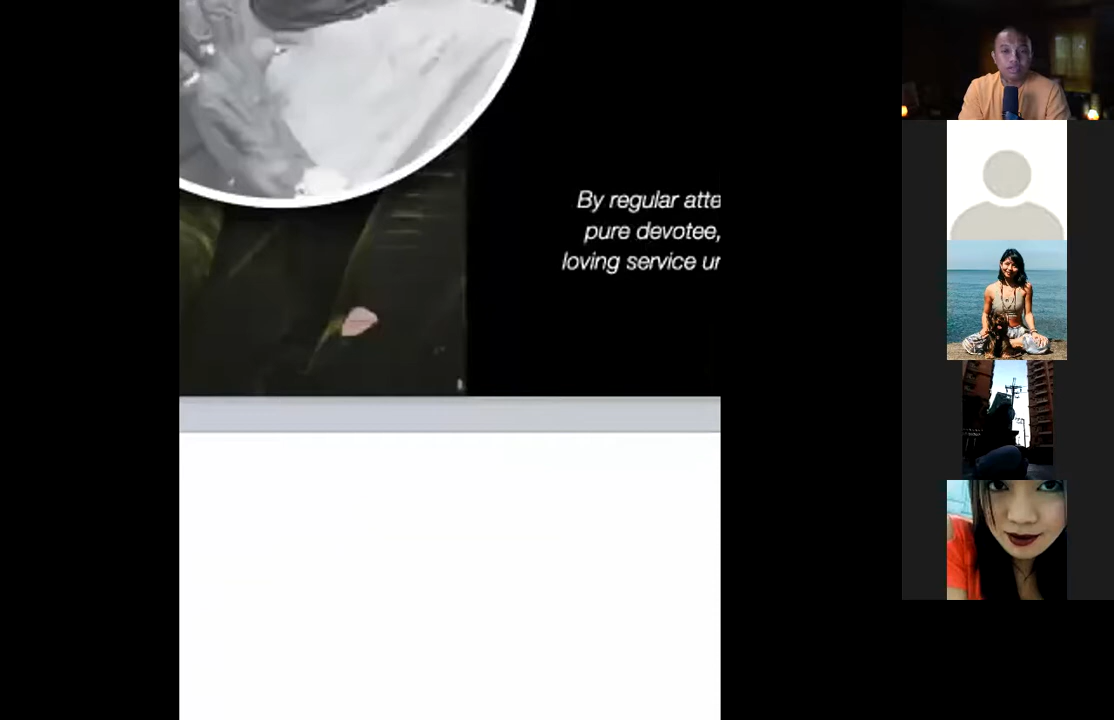 By regular atte
pure devotee,
loving service ur